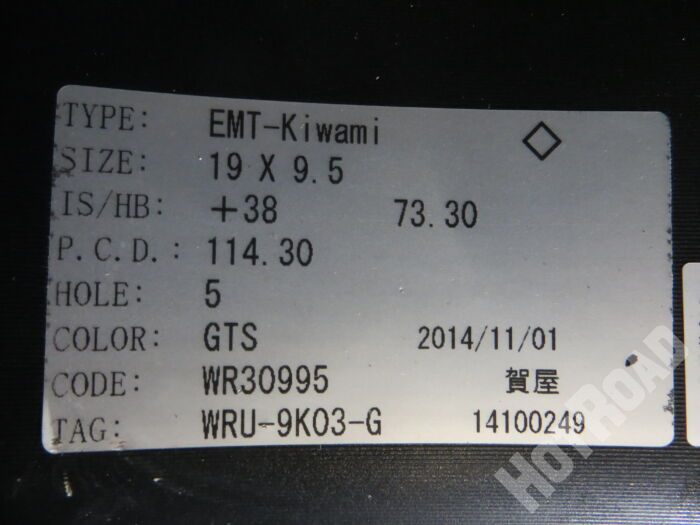 TYPE: EMT-Kiwami
SIZE: 19 X 9.5
IS/HB: +38 73.30
P.C.D.: 114.30
HOLE: 5
COLOR: GTS 2014/11/01
CODE: WR30995 賀屋
TAG: WRU-9K03-G 14100249
HOTROAD